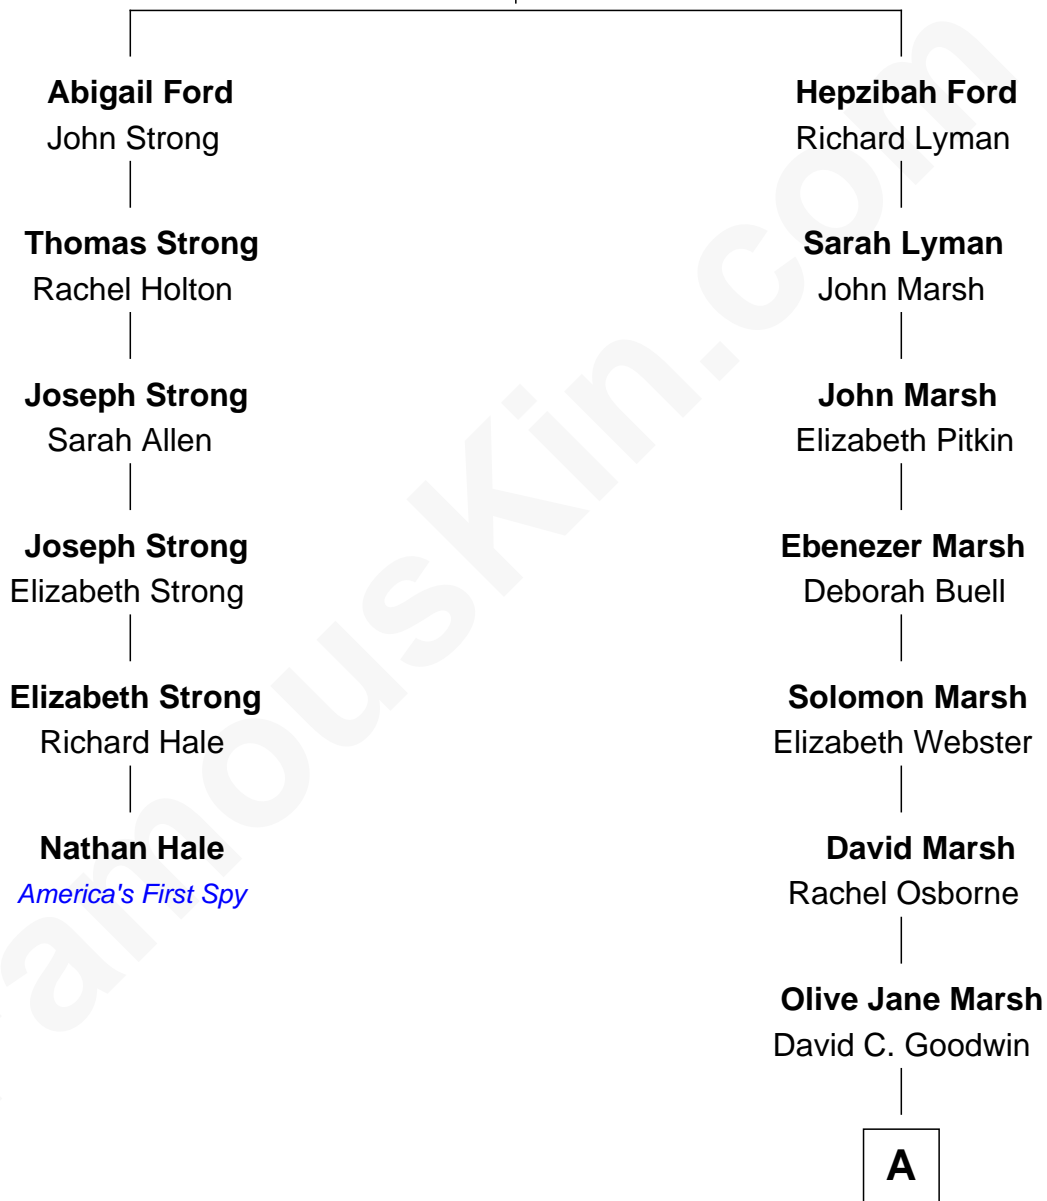 Abigail Ford
John Strong
Thomas Strong
Rachel Holton
Joseph Strong
Sarah Allen
Joseph Strong
Elizabeth Strong
Elizabeth Strong
Richard Hale
Nathan Hale
America's First Spy
Hepzibah Ford
Richard Lyman
Sarah Lyman
John Marsh
John Marsh
Elizabeth Pitkin
Ebenezer Marsh
Deborah Buell
Solomon Marsh
Elizabeth Webster
David Marsh
Rachel Osborne
Olive Jane Marsh
David C. Goodwin
A
amouskin.com